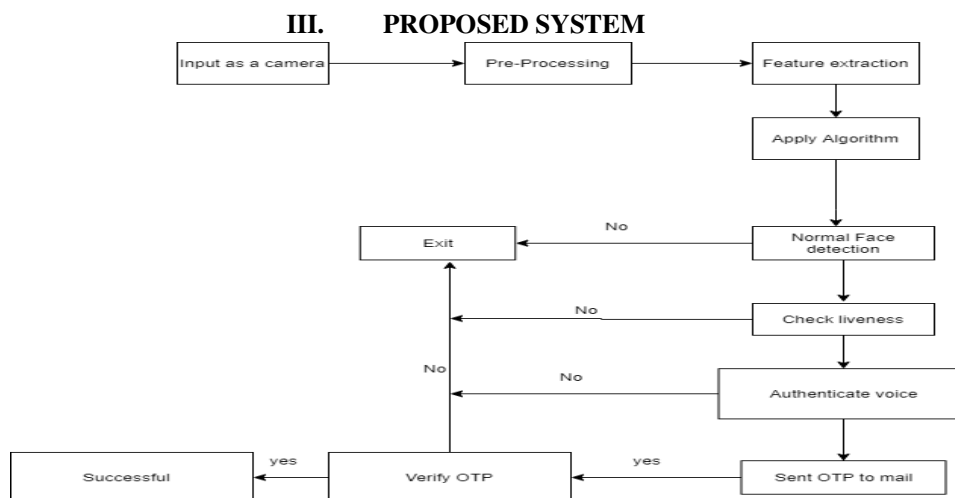 III. PROPOSED SYSTEM
Input as a camera
Pre-Processing
Feature extraction
Apply Algorithm
No
Exit
Normal Face
detection
No
Check liveness
No
No
Authenticate voice
yes
yes
Successful
Verify OTP
Sent OTP to mail